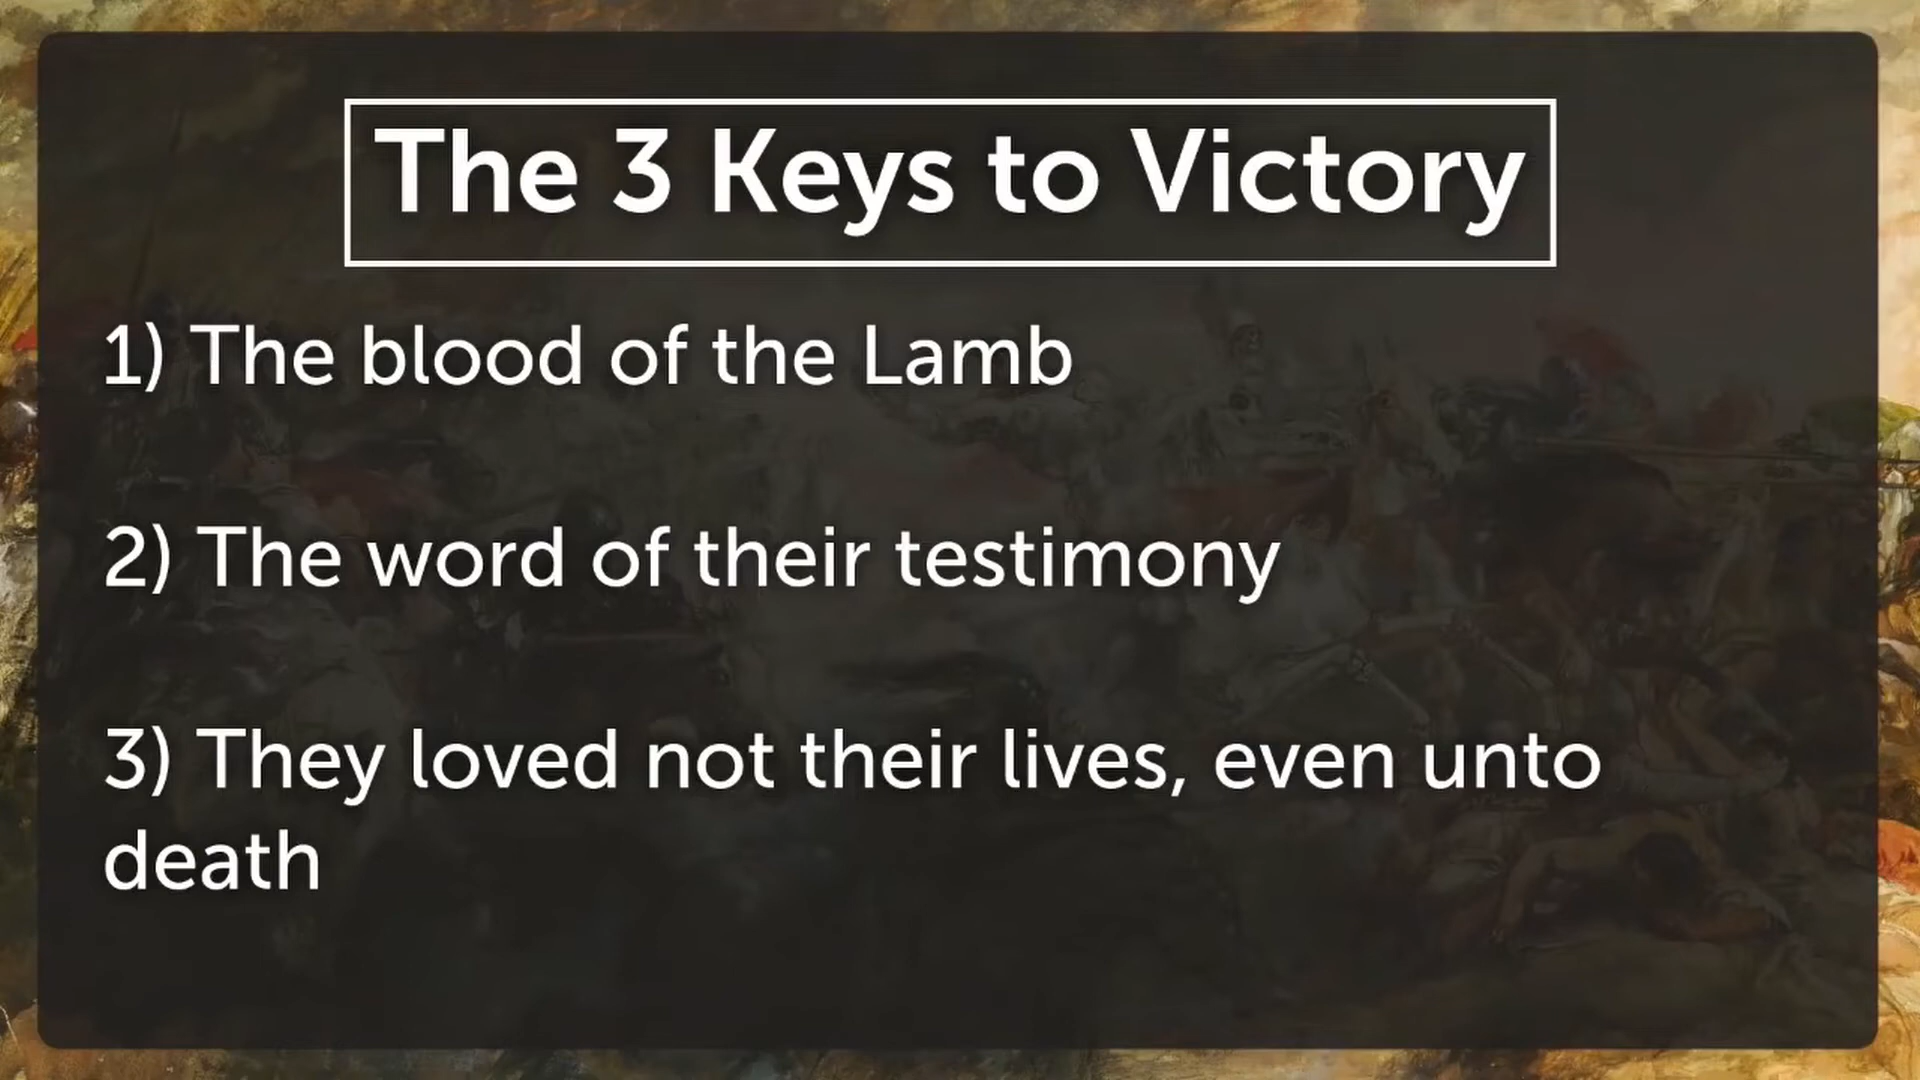 The 3 Keys to Victory
1) The blood of the Lamb
2) The word of their testimony
3) They loved not their lives, even unto
death